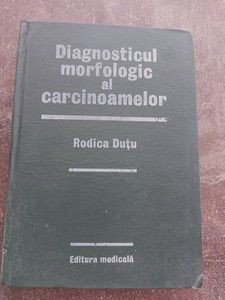 Diagnosticul
morfologic
al
carcinoamelor
Rodica Duțu
Editura medicală